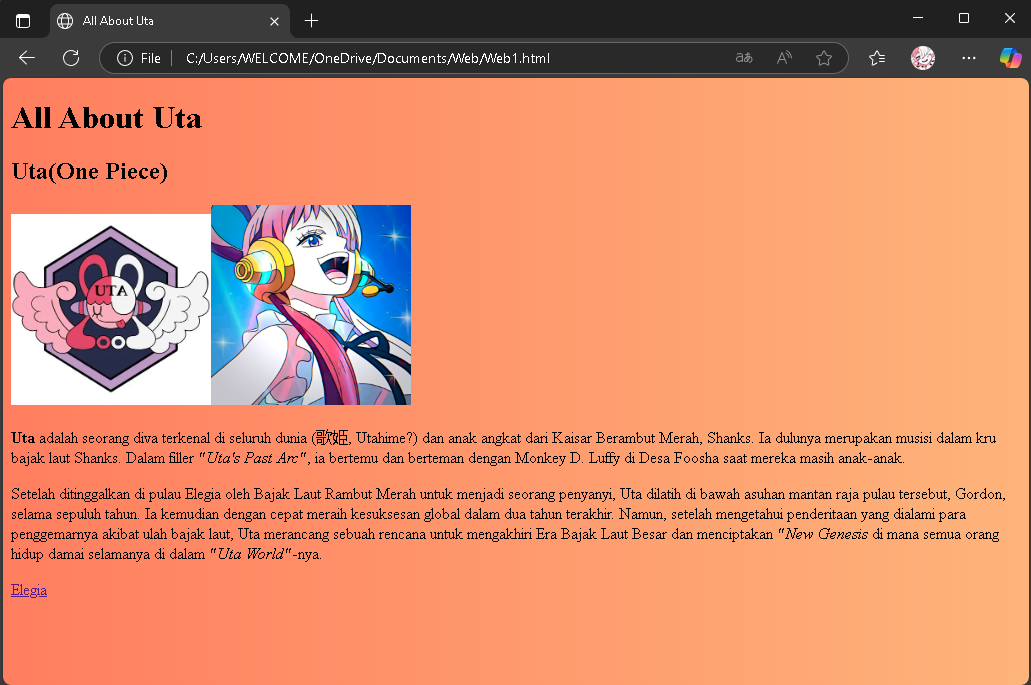 All About Uta
File
C:/Users/WELCOME/OneDrive/Documents/Web/Web1.html
All About Uta
Uta(One Piece)
UTA
Uta adalah seorang diva terkenal di seluruh dunia (歌姫, Utahime?) dan anak angkat dari Kaisar Berambut Merah, Shanks. Ia dulunya merupakan musisi dalam kru
bajak laut Shanks. Dalam filler "Uta's Past Arc", ia bertemu dan berteman dengan Monkey D. Luffy di Desa Foosha saat mereka masih anak-anak.
Setelah ditinggalkan di pulau Elegia oleh Bajak Laut Rambut Merah untuk menjadi seorang penyanyi, Uta dilatih di bawah asuhan mantan raja pulau tersebut, Gordon,
selama sepuluh tahun. Ia kemudian dengan cepat meraih kesuksesan global dalam dua tahun terakhir. Namun, setelah mengetahui penderitaan yang dialami para
penggemarnya akibat ulah bajak laut, Uta merancang sebuah rencana untuk mengakhiri Era Bajak Laut Besar dan menciptakan "New Genesis di mana semua orang
hidup damai selamanya di dalam "Uta World"-nya.
Elegia